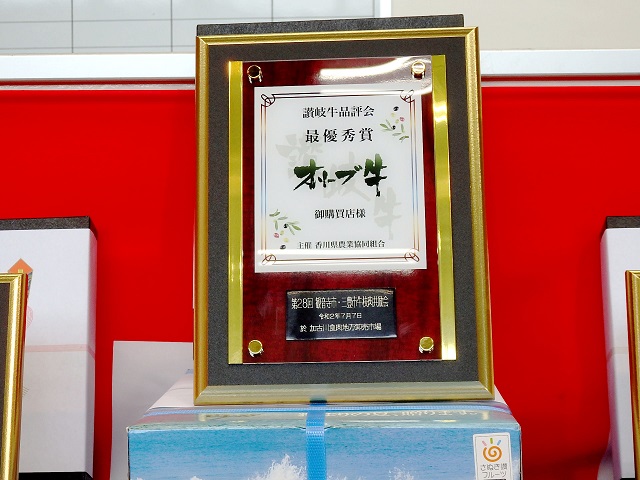 讃岐牛品評会
最優秀賞
オリーブ牛
御購買店様
主催 香川県農業協同組合
第28回 観音寺市・三豊市牛枝肉共励会
令和2年7月7日
於 加古川食肉地方卸売市場
さぬき讃
フルーツ